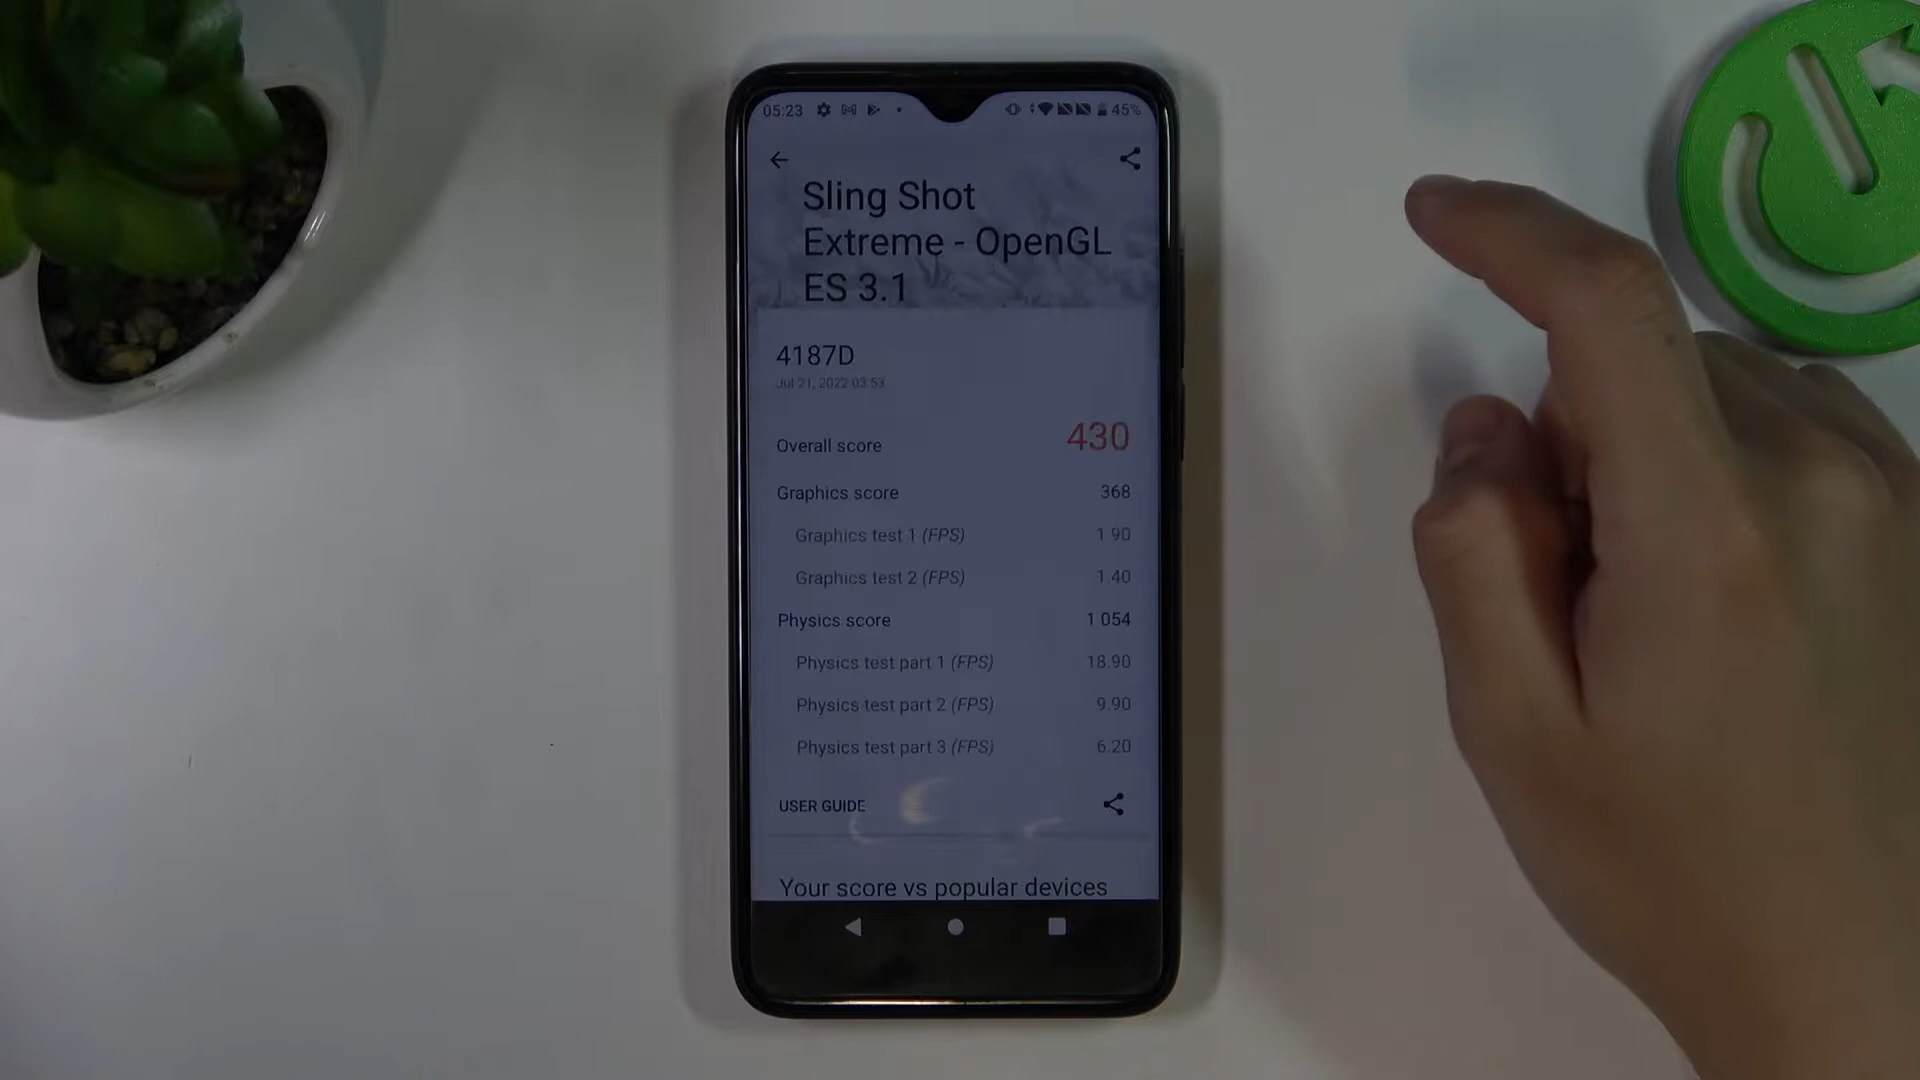 05:23 45%
Sling Shot
Extreme - OpenGL
ES 3.1
4187D
Jul 21, 2022 03:53
Overall score 430
Graphics score 368
Graphics test 1 (FPS) 1 90
Graphics test 2 (FPS) 1.40
Physics score 1 054
Physics test part 1 (FPS) 18.90
Physics test part 2 (FPS) 9.90
Physics test part 3 (FPS) 6.20
USER GUIDE
Your score vs popular devices